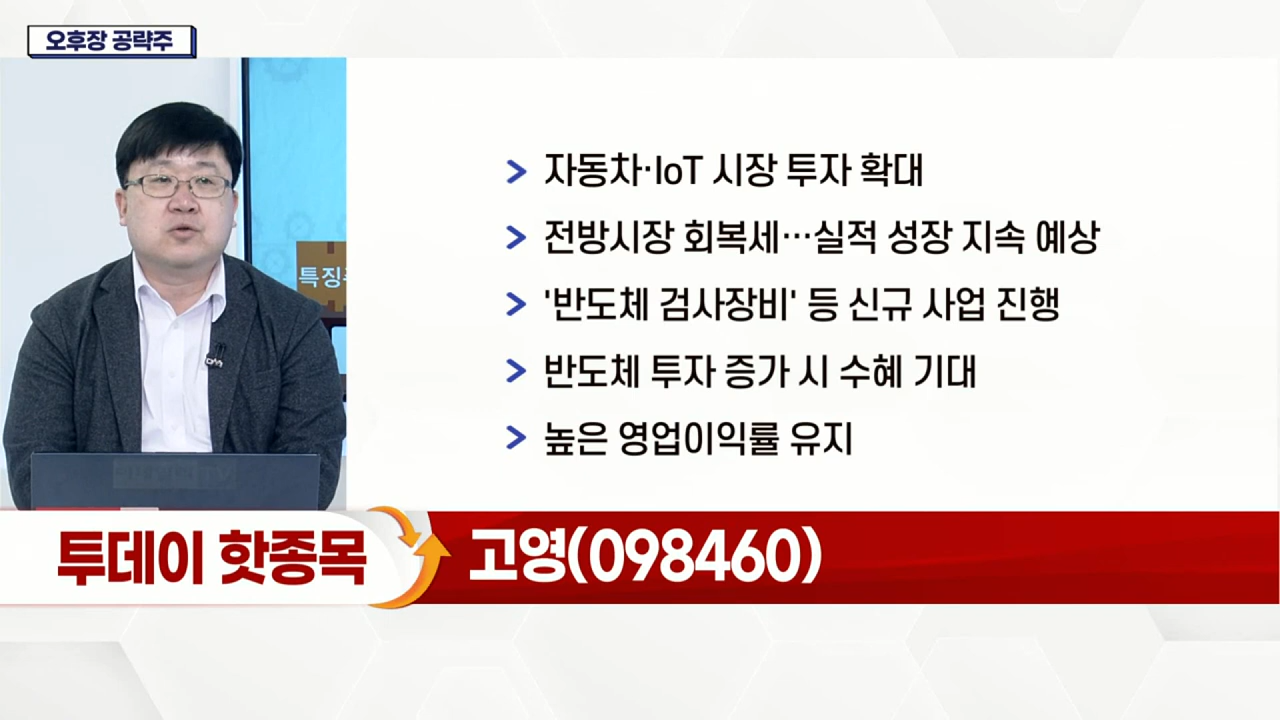 오후장 공략주
특징
> 자동차·IoT 시장 투자 확대
> 전방시장 회복세…실적 성장 지속 예상
> '반도체 검사장비' 등 신규 사업 진행
> 반도체 투자 증가 시 수혜 기대
> 높은 영업이익률 유지
투데이 핫종목
고영(098460)